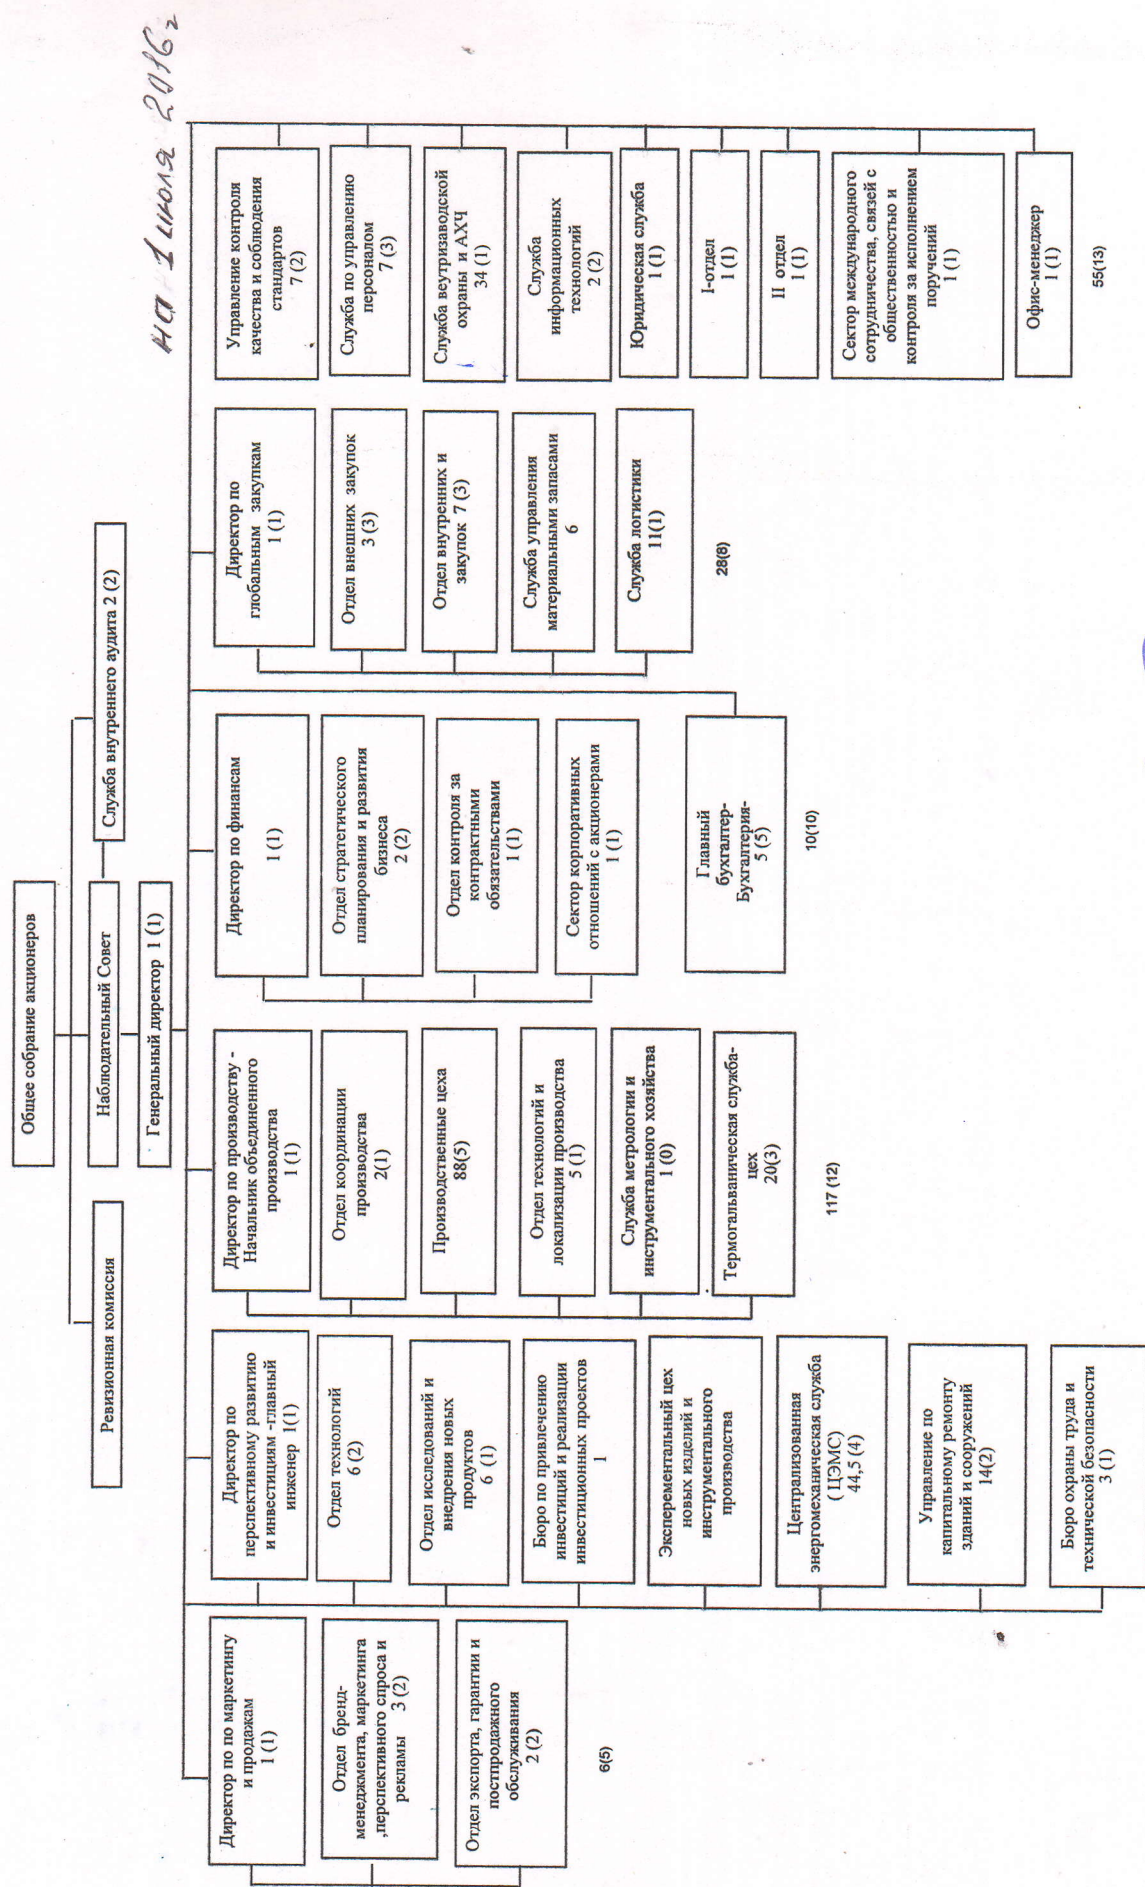 на 1 июля 2016г
Общее собрание акционеров
Ревизионная комиссия
Наблюдательный Совет
Служба внутреннего аудита 2 (2)
Генеральный директор 1 (1)
Директор по по маркетингу
и продажам
1 (1)
Отдел бренд-
менеджмента, маркетинга
,перспективного спроса и
рекламы 3 (2)
Отдел экспорта, гарантии и
постпродажного
обслуживания
2 (2)
6(5)
Директор по
перспективному развитию
и инвестициям -главный
инженер 1(1)
Отдел технологий
6 (2)
Отдел исследований и
внедрения новых
продуктов
6 (1)
Бюро по привлечению
инвестиций и реализации
инвестиционных проектов
1
Эксперементальный цех
новых изделий и
инструментального
производства
Централизованная
энергомеханическая служба
( ЦЭМС)
44,5 (4)
Управление по
капитальному ремонту
зданий и сооружений
14(2)
Бюро охраны труда и
технической безопасности
3 (1)
Директор по производству -
Начальник объединенного
производства
1 (1)
Отдел координации
производства
2(1)
Производственные цеха
88(5)
Отдел технологий и
локализации производства
5 (1)
Служба метрологии и
инструментального хозяйства
1 (0)
Термогальваническая служба-
цех
20(3)
117 (12)
Директор по финансам
1 (1)
Отдел стратегического
планирования и развития
бизнеса
2 (2)
Отдел контроля за
контрактными
обязательствами
1 (1)
Сектор корпоративных
отношений с акционерами
1 (1)
Главный
бухгалтер-
Бухгалтерия-
5 (5)
10(10)
Директор по
глобальным закупкам
1 (1)
Отдел внешних закупок
3 (3)
Отдел внутренних и
закупок 7 (3)
Служба управления
материальными запасами
6
Служба логистики
11(1)
28(8)
Управление контроля
качества и соблюдения
стандартов
7 (2)
Служба по управлению
персоналом
7 (3)
Служба веутризаводской
охраны и АХЧ
34 (1)
Служба
информационных
технологий
2 (2)
Юридическая служба
1 (1)
I-отдел
1 (1)
II отдел
1 (1)
Сектор международного
сотрудничества, связей с
общественностью и
контроля за исполнением
поручений
1 (1)
Офис-менеджер
1 (1)
55(13)